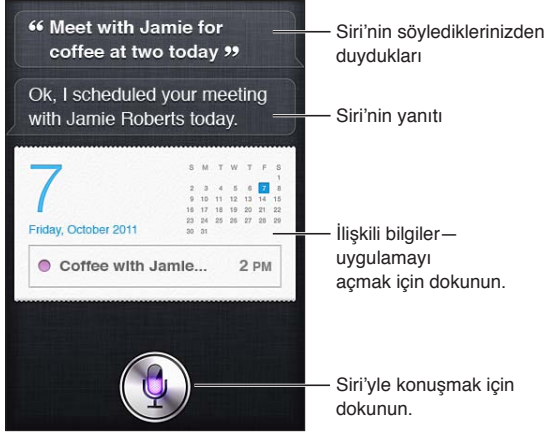 “ Meet with Jamie for
coffee at two today ”
Siri’nin söylediklerinizden
duydukları
Ok, I scheduled your meeting
with Jamie Roberts today.
Siri’nin yanıtı
7
Friday, October 2011
S M T W T F S
1
2 3 4 5 6 7 8
9 10 11 12 13 14 15
16 17 18 19 20 21 22
23 24 25 26 27 28 29
30 31
Coffee with Jamie... 2 PM
İlişkili bilgiler—
uygulamayı
açmak için dokunun.
Siri’yle konuşmak için
dokunun.